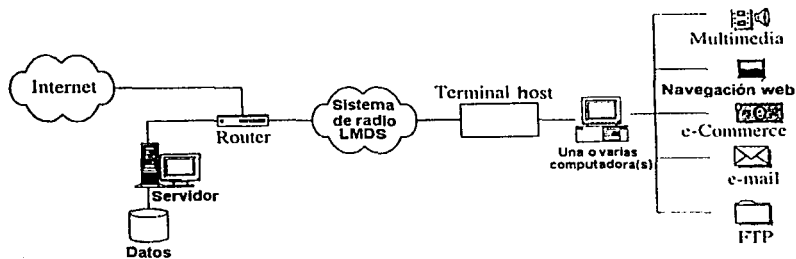 Internet
Router
Servidor
Datos
Sistema
de radio
LMDS
Terminal host
Una o varias
computadora(s)
Multimedia
Navegación web
e-Commerce
e-mail
FTP